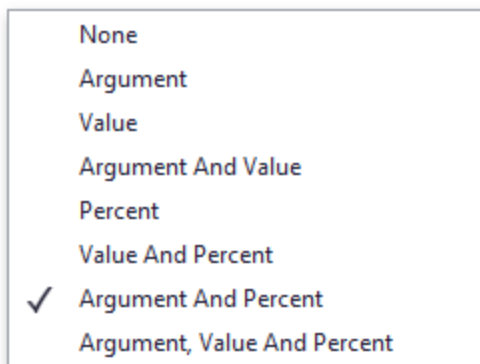 None
Argument
Value
Argument And Value
Percent
Value And Percent
Argument And Percent
Argument, Value And Percent